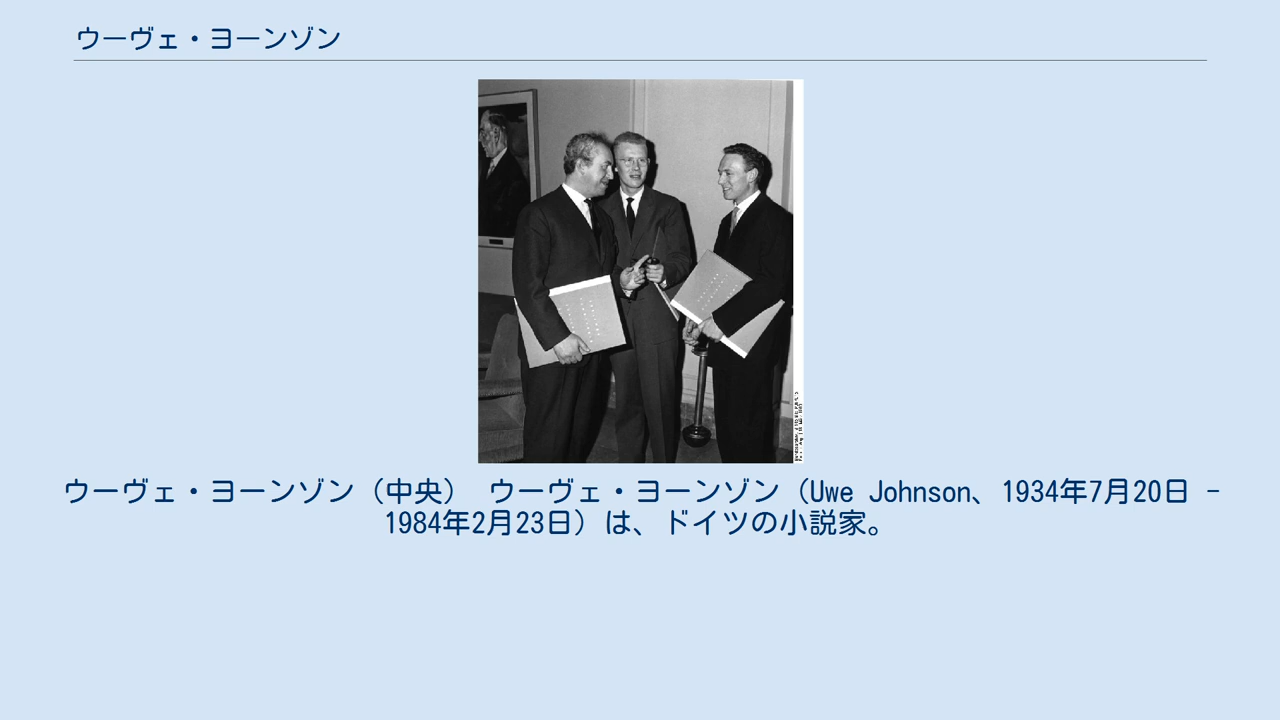 ウーヴェ・ヨーンゾン
ウーヴェ・ヨーンゾン（中央） ウーヴェ・ヨーンゾン（Uwe Johnson、1934年7月20日 -
1984年2月23日）は、ドイツの小説家。